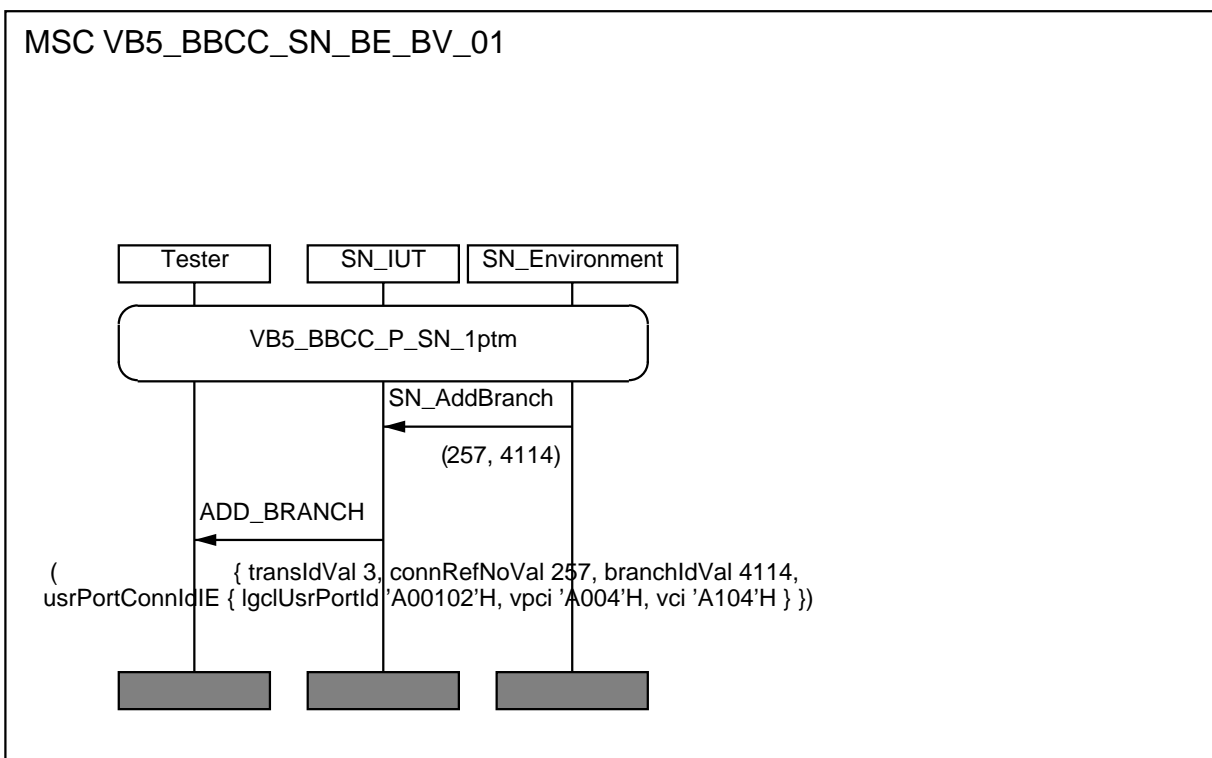 MSC VB5_BBCC_SN_BE_BV_01
Tester SN_IUT SN_Environment
VB5_BBCC_P_SN_1ptm
SN_AddBranch
(257, 4114)
ADD_BRANCH
( { transIdVal 3, connRefNoVal 257, branchIdVal 4114,
usrPortConnIdIE { lgclUsrPortId ’A00102’H, vpci ’A004’H, vci ’A104’H } })